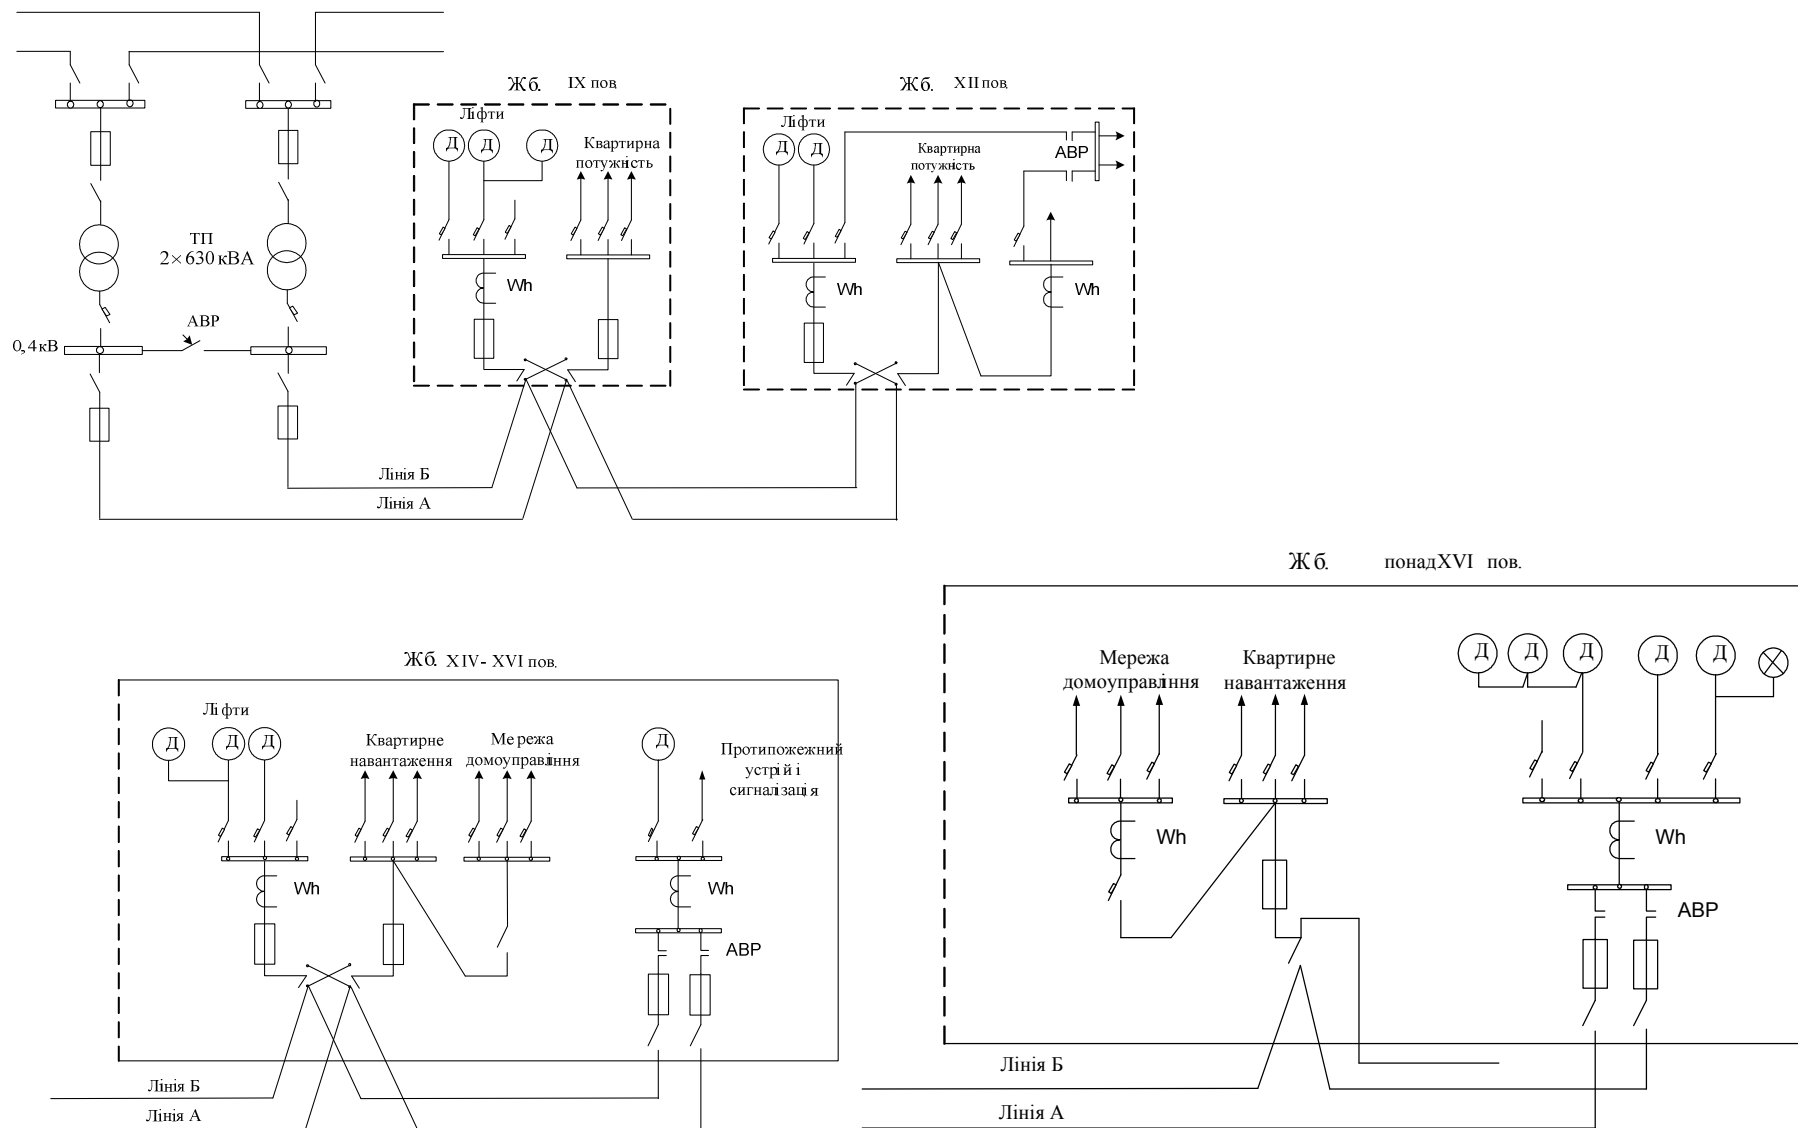 Жб. IX пов.
Ліфти
Д
Д
Д
Квартирна
потужність
Wh
Жб. XII пов.
Ліфти
Д
Д
АВР
Квартирна
потужність
Wh
Wh
ТП
2×630 кВА
АВР
0,4 кВ
Лінія Б
Лінія А
Жб. XIV- XVI пов.
Ліфти
Д
Д
Д
Квартирне
навантаження
Мережа
домоуправління
Д
Протипожежний
устрій і
сигналізація
Wh
Wh
АВР
Лінія Б
Лінія А
Жб. понад XVI пов.
Мережа
домоуправління
Квартирне
навантаження
Д
Д
Д
Д
Д
Wh
Wh
АВР
Лінія Б
Лінія А